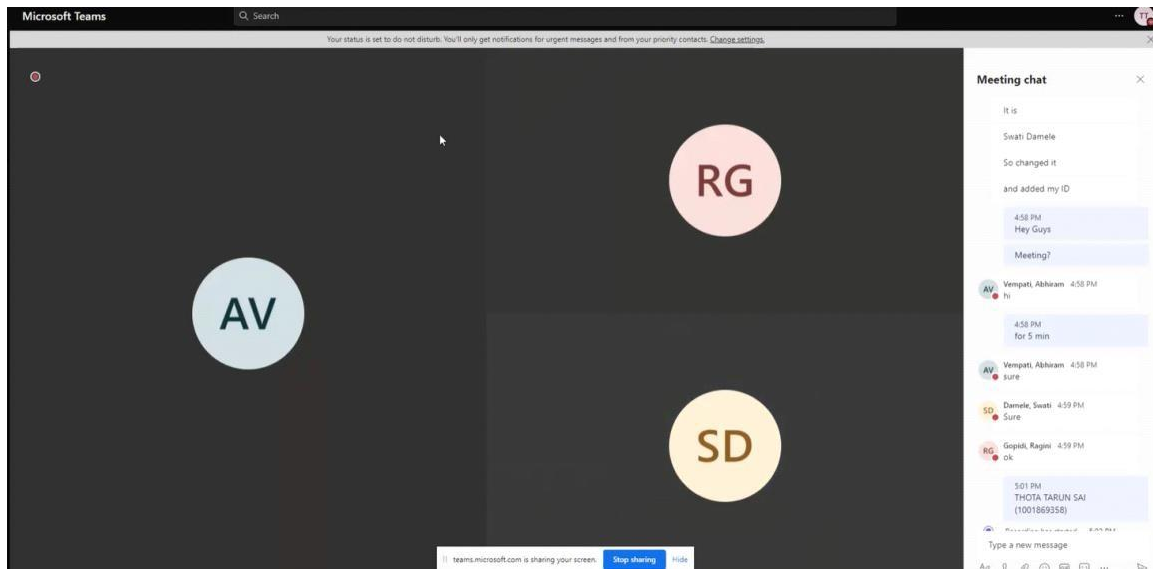 Microsoft Teams
Search
TT
Your status is set to do not disturb. You'll only get notifications for urgent messages and from your priority contacts. Change settings.
Meeting chat
It is
Swati Damele
So changed it
and added my ID
4:58 PM
Hey Guys
Meeting?
AV
Vempati, Abhiram 4:58 PM
hi
4:58 PM
for 5 min
AV
Vempati, Abhiram 4:58 PM
sure
SD
Damele, Swati 4:59 PM
Sure
RG
Gopidi, Ragini 4:59 PM
ok
5:01 PM
THOTA TARUN SAI
(1001869358)
Type a new message
AV
RG
SD
teams.microsoft.com is sharing your screen.
Stop sharing
Hide